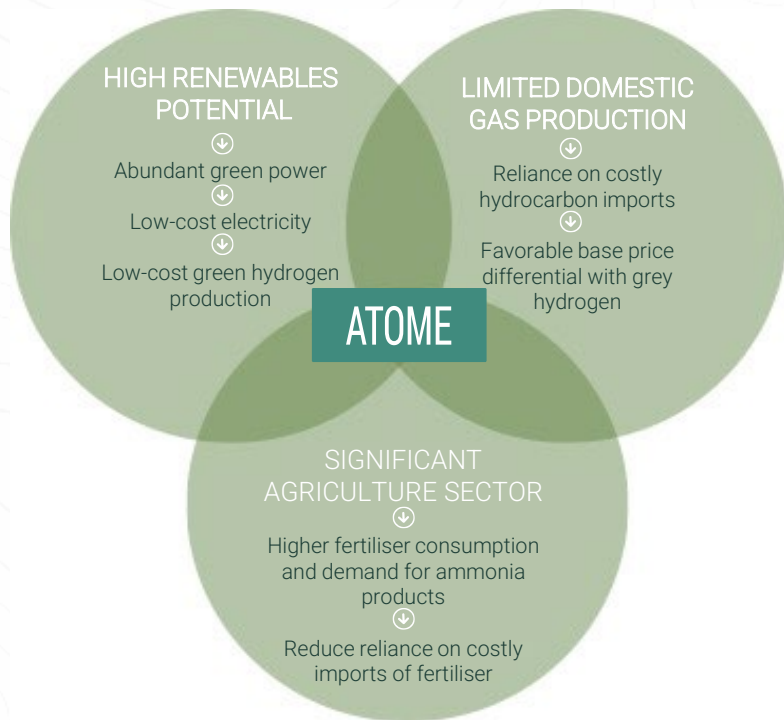 HIGH RENEWABLES
POTENTIAL
Abundant green power
Low-cost electricity
Low-cost green hydrogen
production
LIMITED DOMESTIC
GAS PRODUCTION
Reliance on costly
hydrocarbon imports
Favorable base price
differential with grey
hydrogen
ATOME
SIGNIFICANT
AGRICULTURE SECTOR
Higher fertiliser consumption
and demand for ammonia
products
Reduce reliance on costly
imports of fertiliser